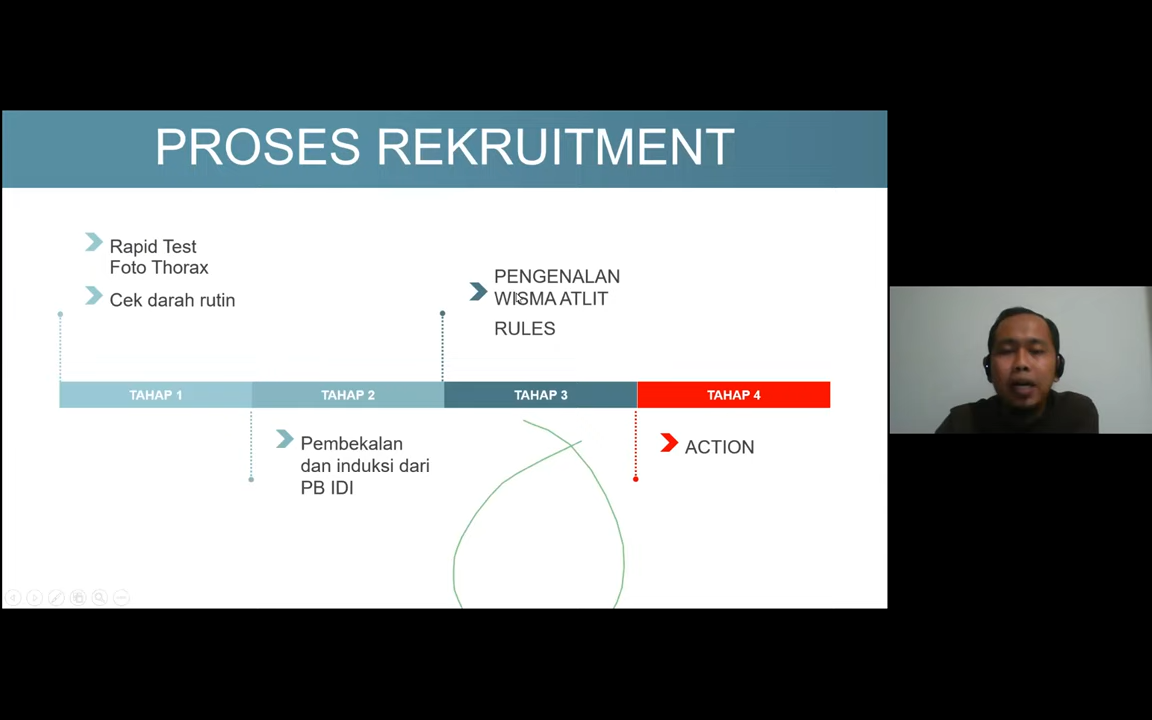 PROSES REKRUITMENT
Rapid Test
Foto Thorax
Cek darah rutin
PENGENALAN
WISMA ATLIT
RULES
TAHAP 1
TAHAP 2
TAHAP 3
TAHAP 4
Pembekalan
dan induksi dari
PB IDI
ACTION